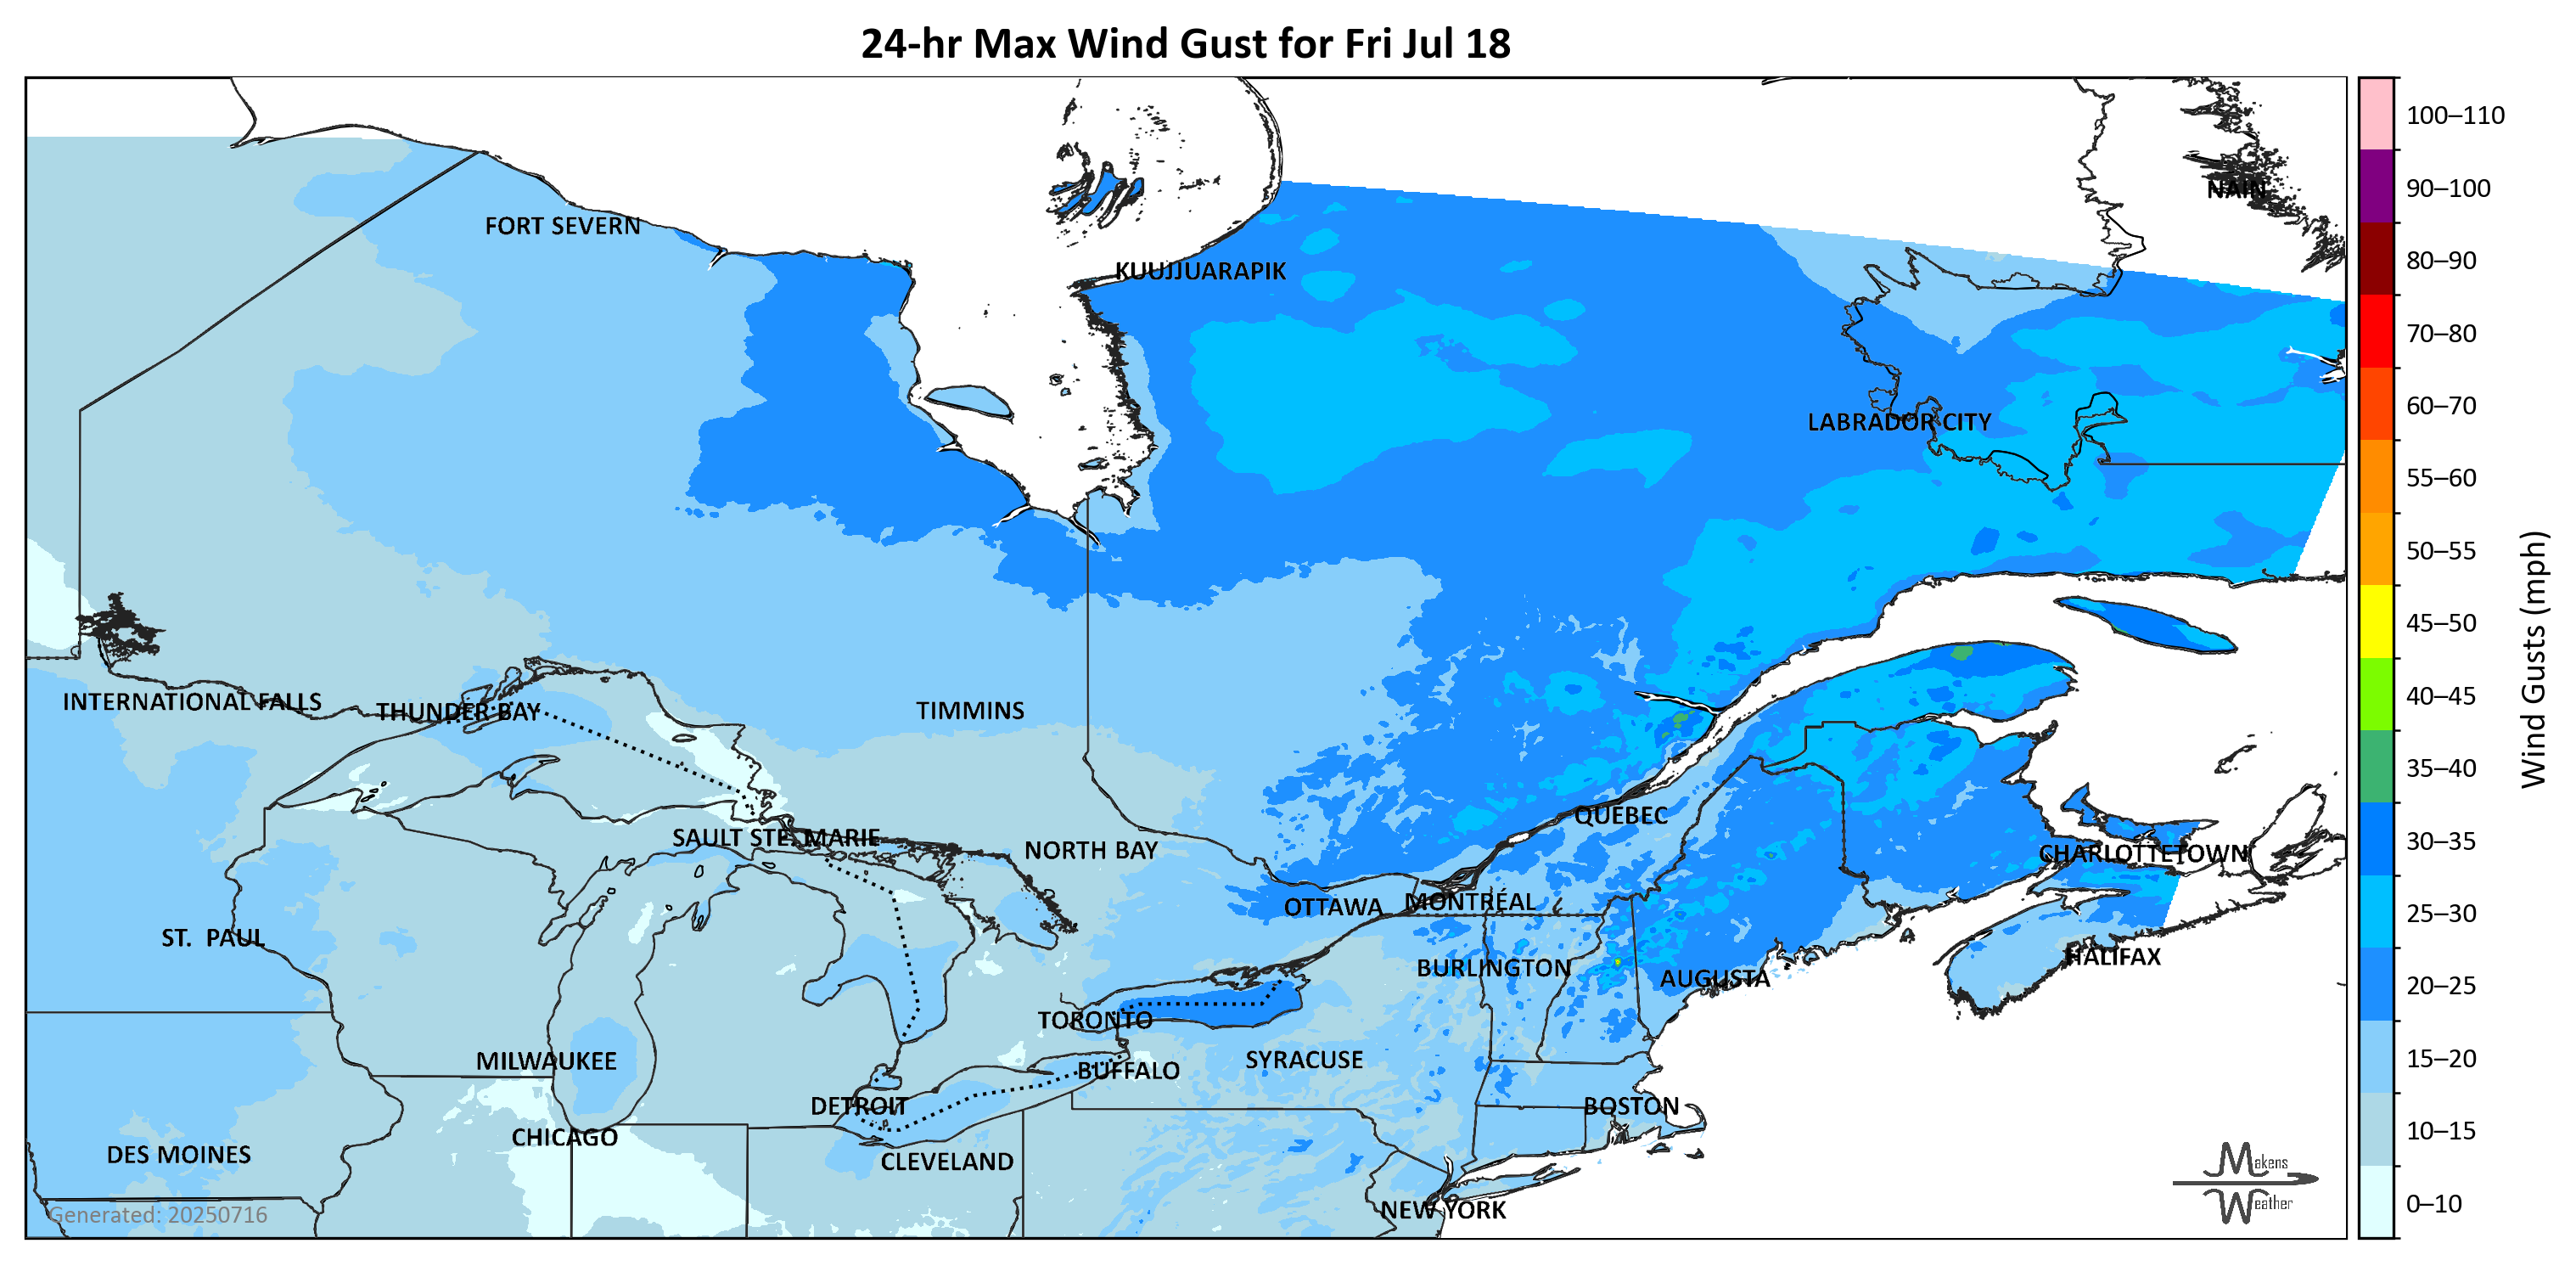 24-hr Max Wind Gust for Fri Jul 18
100–110
90–100
NAIN
FORT SEVERN
80–90
KUUJJUARAPIK
70–80
60–70
LABRADOR CITY
55–60
50–55
45–50
Wind Gusts (mph)
INTERNATIONAL FALLS
THUNDER BAY
TIMMINS
40–45
35–40
QUEBEC
SAULT STE. MARIE
NORTH BAY
30–35
CHARLOTTETOWN
OTTAWA
MONTRÉAL
25–30
ST. PAUL
BURLINGTON
AUGUSTA
HALIFAX
20–25
TORONTO
MILWAUKEE
BUFFALO
SYRACUSE
15–20
DETROIT
BOSTON
CHICAGO
10–15
DES MOINES
CLEVELAND
Makens
Weather
Generated: 20250716
NEW YORK
0–10